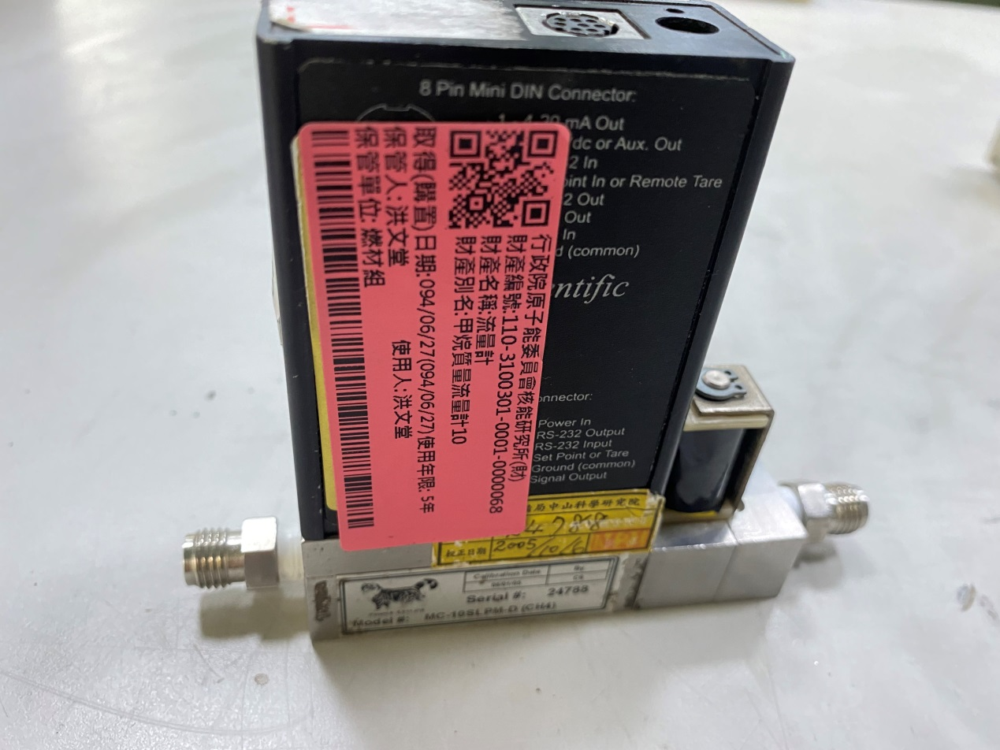 8 Pin Mini DIN Connector:
1 - 4-20 mA Out
dc or Aux. Out
2 In
oint In or Remote Tare
2 Out
Out
In
d (common)
entific
onnector:
Power In
RS-232 Output
RS-232 Input
Set Point or Tare
Ground (common)
Signal Output
行政院原子能委員會核能研究所(財)
財產編號:110-3100301-0001-0000068
財產名稱:流量計
財產別名:甲烷質量流量計10
取得(購置)日期:094/06/27(094/06/27)使用年限: 5年
保管人: 洪文堂
使用人: 洪文堂
保管單位: 燃材組
局中山科學研究院
校正日期 2005/10/
Calibration Date By
Serial #: 24788
Model #: MC-10SLPM-D (CH4)